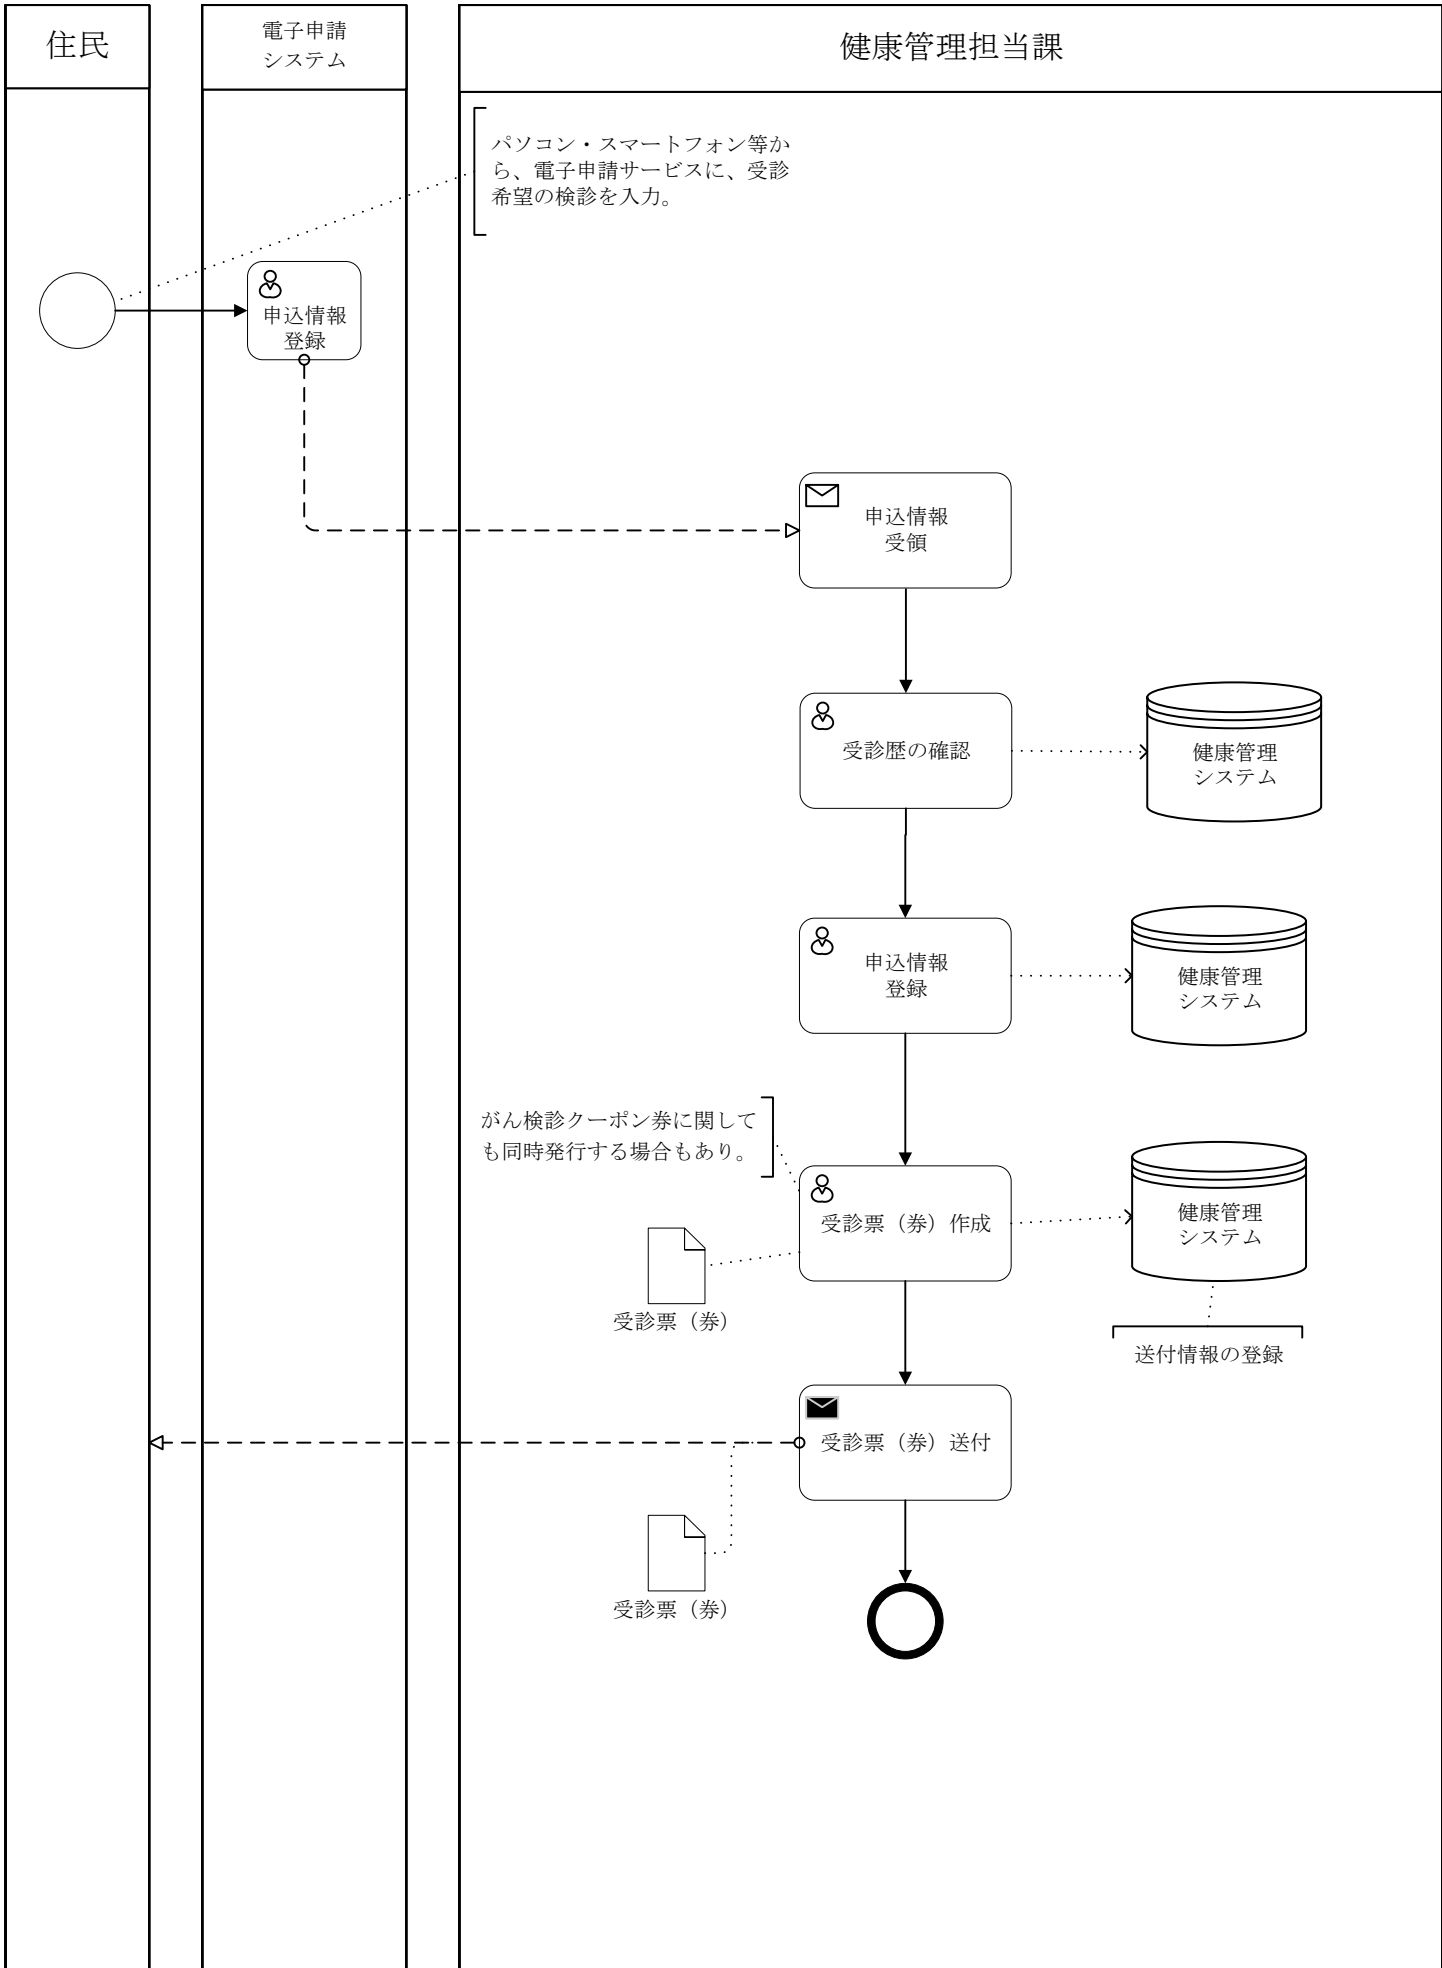 住民
電子申請
システム
健康管理担当課
パソコン・スマートフォン等か
ら、電子申請サービスに、受診
希望の検診を入力。
申込情報
登録
申込情報
受領
受診歴の確認
健康管理
システム
申込情報
登録
健康管理
システム
がん検診クーポン券に関して
も同時発行する場合もあり。
受診票（券）作成
健康管理
システム
受診票（券）
送付情報の登録
受診票（券）送付
受診票（券）